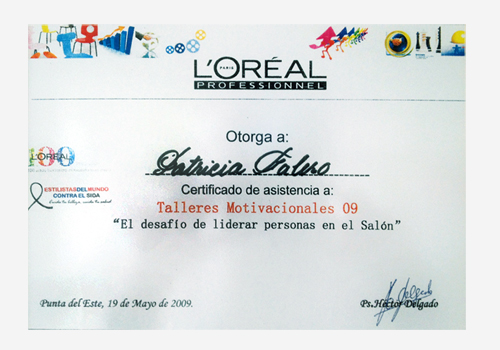 L'ORÉAL
PARIS
PROFESSIONNEL
Otorga a:
Patricia Falero
Certificado de asistencia a:
Talleres Motivacionales 09
“El desafío de liderar personas en el Salón”
100
L'ORÉAL
ESTILISTAS DEL MUNDO
CONTRA EL SIDA
Punta del Este, 19 de Mayo de 2009.
Ps. Héctor Delgado